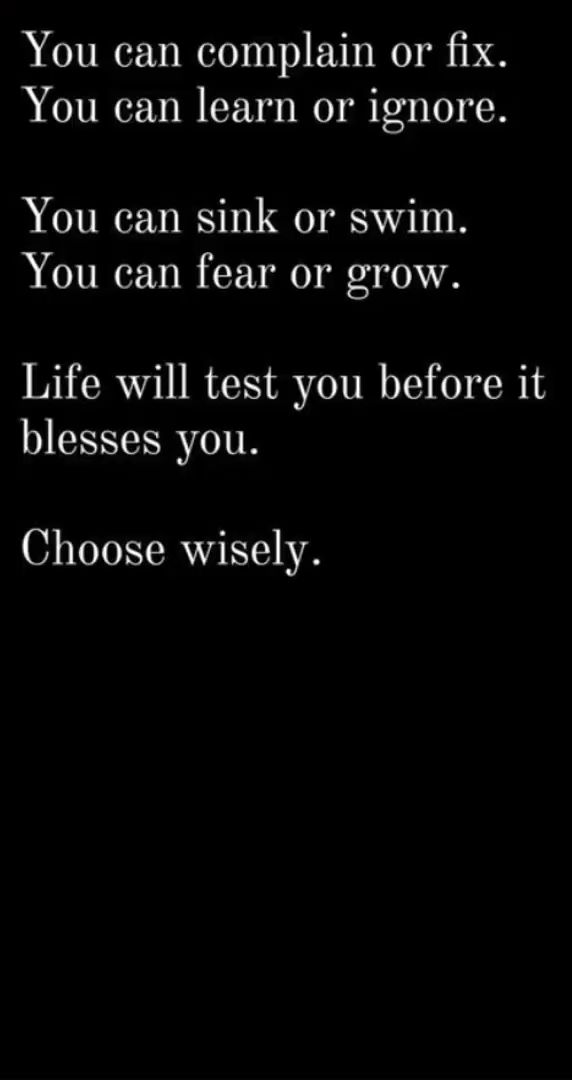 You can complain or fix.
You can learn or ignore.
You can sink or swim.
You can fear or grow.
Life will test you before it
blesses you.
Choose wisely.